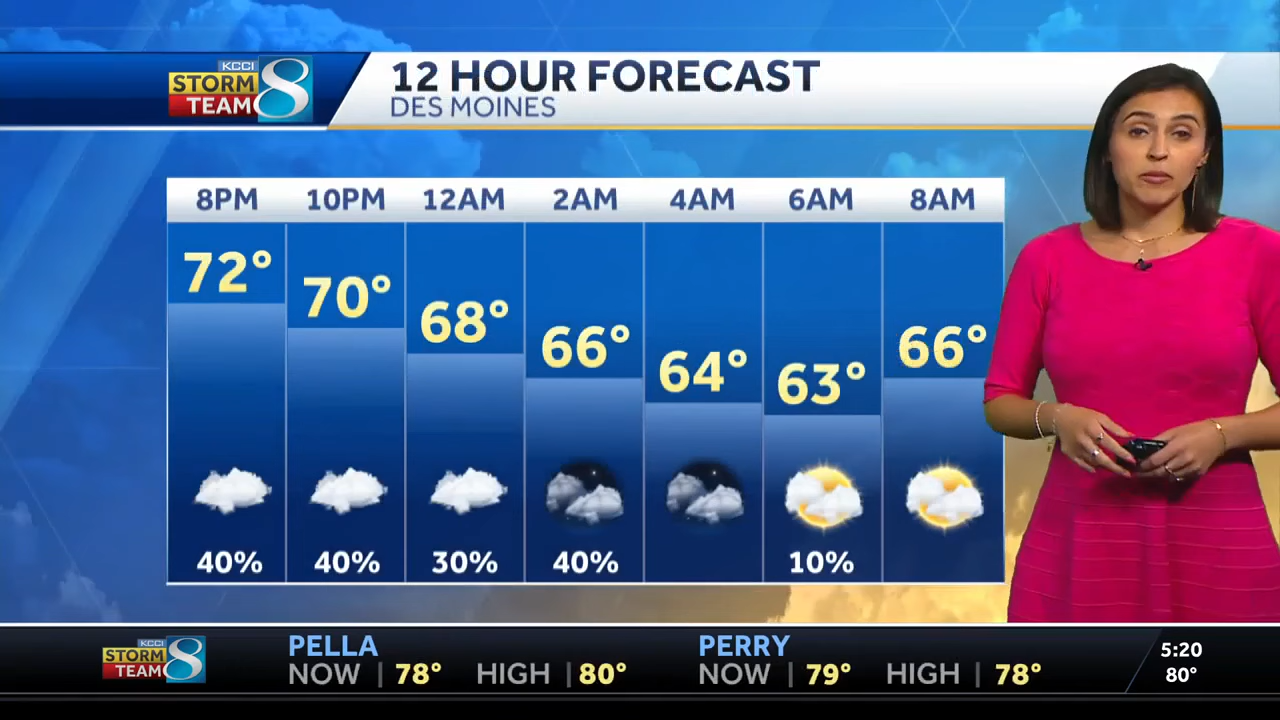 KCCI
STORM
TEAM 8
12 HOUR FORECAST
DES MOINES
8PM 10PM 12AM 2AM 4AM 6AM 8AM
72° 70° 68° 66° 64° 63° 66°
40% 40% 30% 40% 10%
KCCI
STORM
TEAM 8
PELLA
NOW | 78° HIGH | 80°
PERRY
NOW | 79° HIGH | 78°
5:20
80°